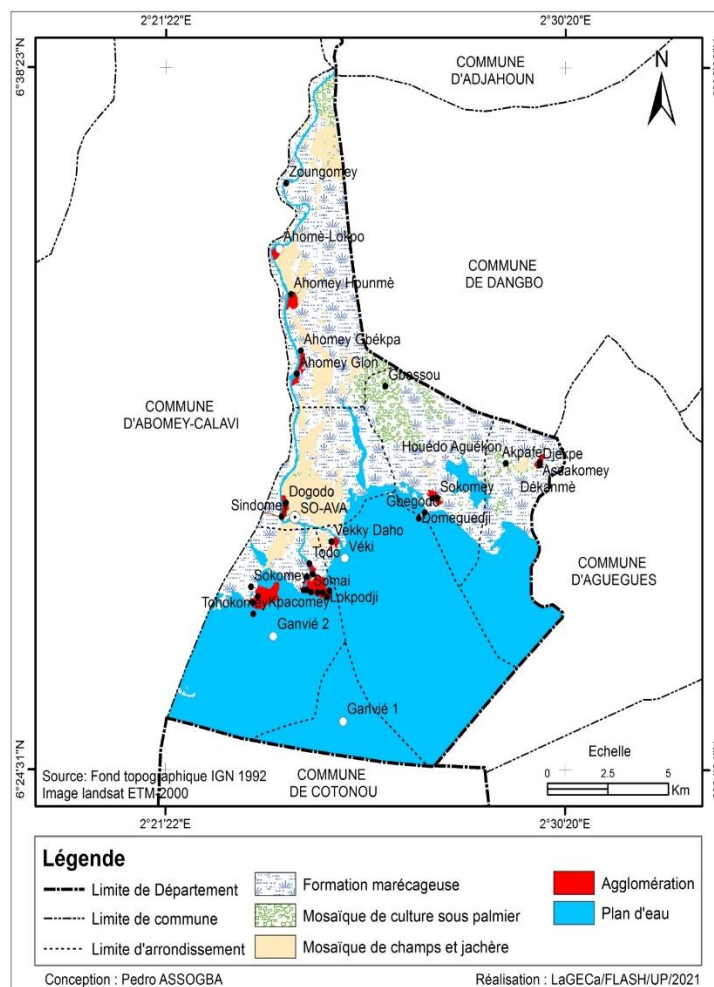 2°21'22"E
2°30'20"E
6°38'23"N
COMMUNE
D'ADJAHOUN
N
Zoungomey
Ahomè-Lokpo
COMMUNE
DE DANGBO
Ahomey Hounmè
Ahomey Gbékpa
Ahomey Glon
Gbessou
COMMUNE
D'ABOMEY-CALAVI
Houédo Aguékon
Akpafe
Djekpe
Assakomey
Dékanmè
Sokomey
Dogodo
Sindomey
SO-AVA
Gbegodo
Domeguedji
Vekky Daho
Véki
Todo
COMMUNE
D'AGUEGUES
Sokomey
Somai
Tohokomey
Kpacomey
Lokpodji
Ganvié 2
Ganvié 1
6°24'31"N
Source: Fond topographique IGN 1992
Image landsat ETM 2000
COMMUNE
DE COTONOU
Echelle
0 2.5 5
Km
2°21'22"E
2°30'20"E
Légende
Limite de Département
Formation marécageuse
Agglomération
Limite de commune
Mosaïque de culture sous palmier
Plan d'eau
Limite d'arrondissement
Mosaïque de champs et jachère
Conception : Pedro ASSOGBA
Réalisation : LaGECa/FLASH/UP/2021